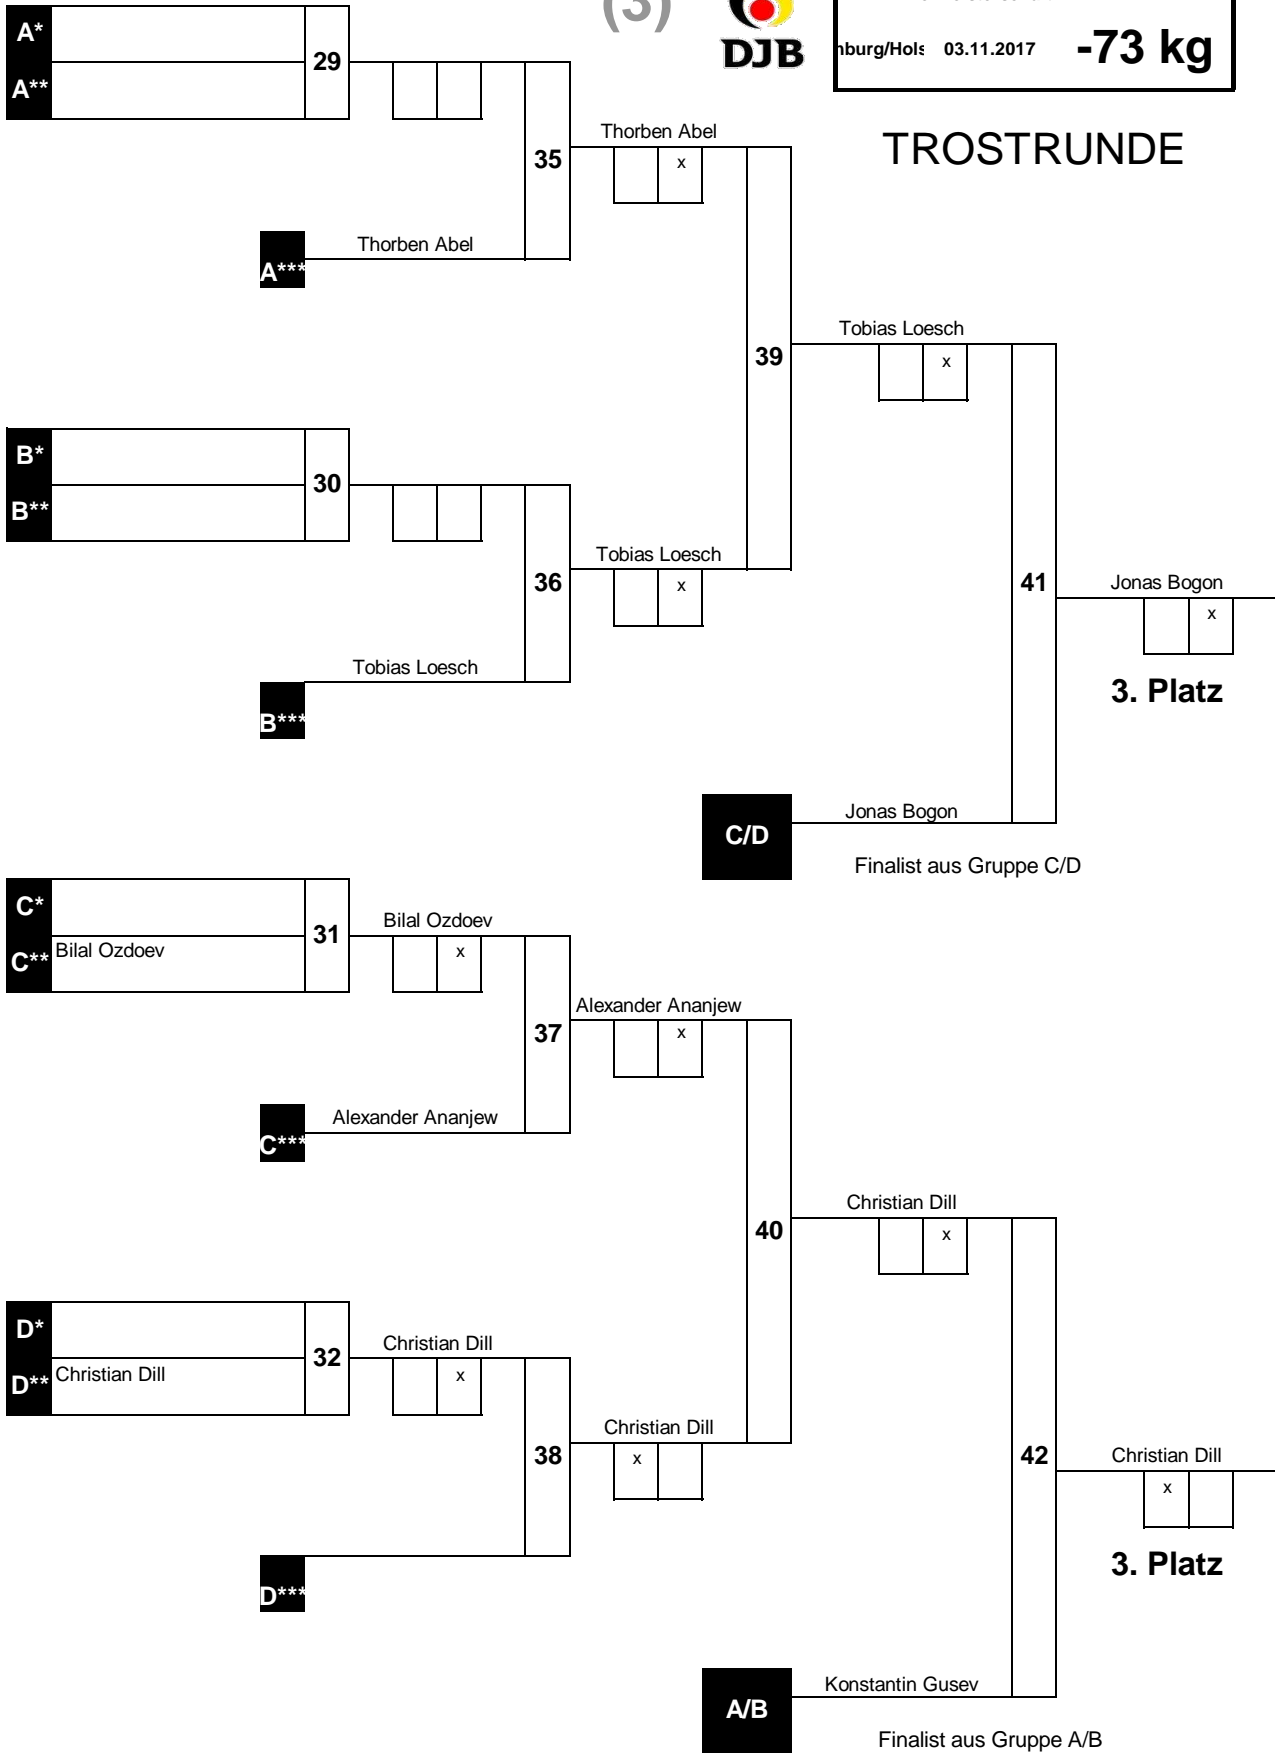 (3)
DJB
nburg/Hols 03.11.2017 -73 kg
TROSTRUNDE
A*
A**
29
35
Thorben Abel
x
A***
Thorben Abel
39
Tobias Loesch
x
B*
B**
30
36
Tobias Loesch
x
B***
Tobias Loesch
41
Jonas Bogon
x
3. Platz
C/D
Jonas Bogon
Finalist aus Gruppe C/D
C*
C** Bilal Ozdoev
31
Bilal Ozdoev
x
37
Alexander Ananjew
x
C***
Alexander Ananjew
40
Christian Dill
x
D*
D** Christian Dill
32
Christian Dill
x
38
Christian Dill
x
D***
42
Christian Dill
x
3. Platz
A/B
Konstantin Gusev
Finalist aus Gruppe A/B